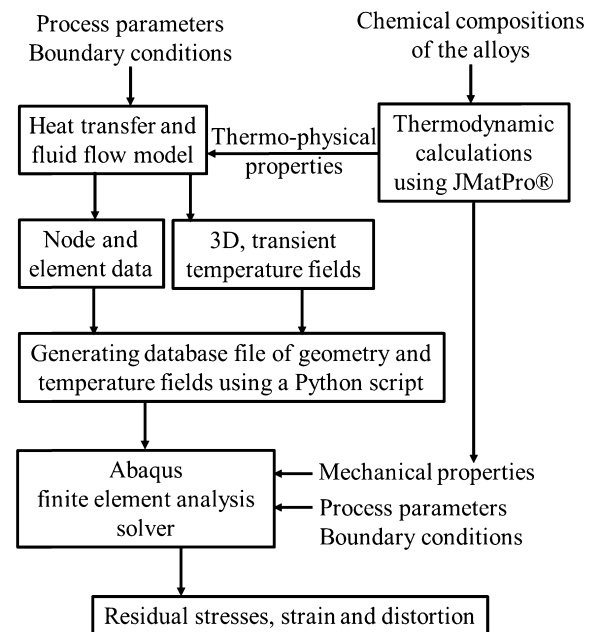 Process parameters
Boundary conditions
Chemical compositions
of the alloys
Heat transfer and
fluid flow model
Thermo-physical
properties
Thermodynamic
calculations
using JMatPro®
Node and
element data
3D, transient
temperature fields
Generating database file of geometry and
temperature fields using a Python script
Abaqus
finite element analysis
solver
Mechanical properties
Process parameters
Boundary conditions
Residual stresses, strain and distortion